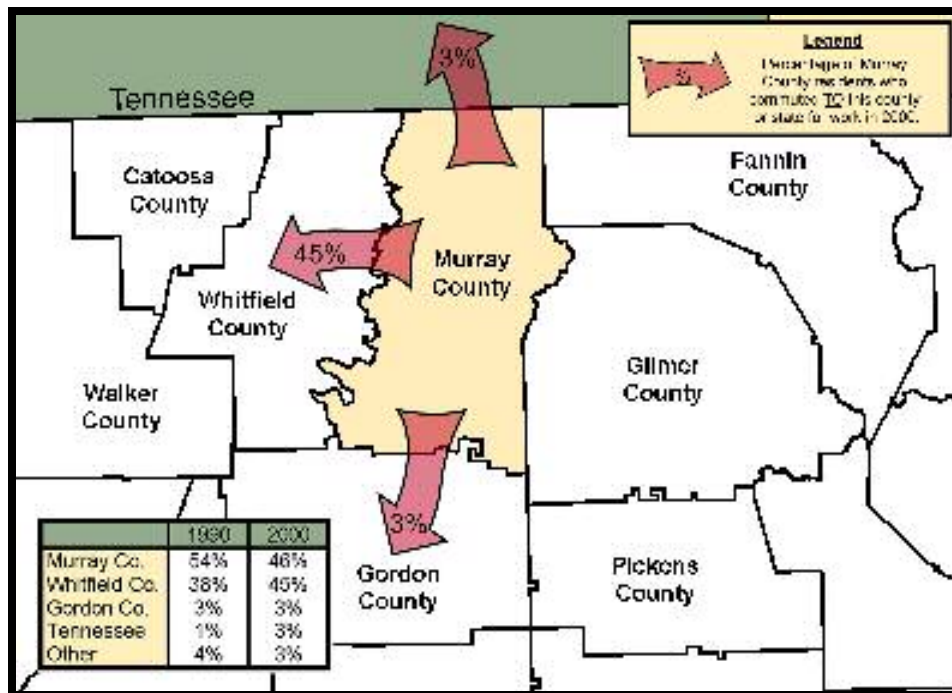 3%
Legend
Percentage of Murray
County residents who
commuted TO this county
or state for work in 2000.
%
Tennessee
Catoosa
County
Fannin
County
45%
Murray
County
Whitfield
County
Gilmer
County
Walker
County
3%
Gordon
County
Pickens
County
1990 2000
Murray Co. 54% 46%
Whitfield Co. 38% 45%
Gordon Co. 3% 3%
Tennessee 1% 3%
Other 4% 3%